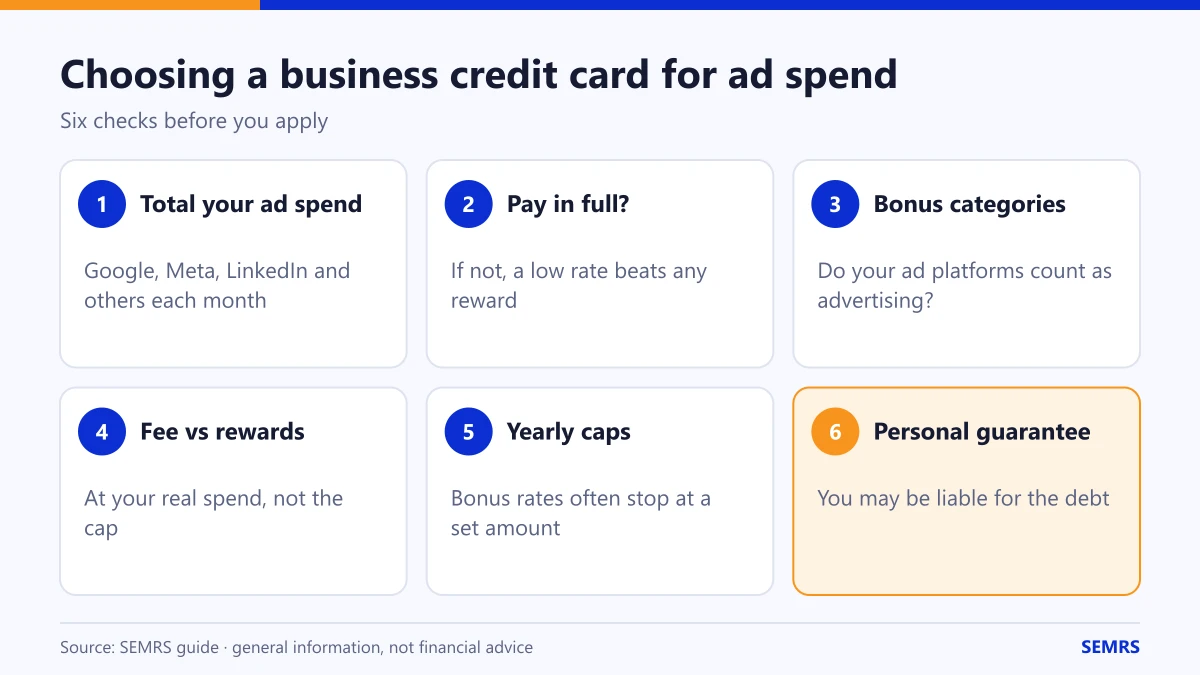 Choosing a business credit card for ad spend
Six checks before you apply
1 Total your ad spend
Google, Meta, LinkedIn and
others each month
2 Pay in full?
If not, a low rate beats any
reward
3 Bonus categories
Do your ad platforms count as
advertising?
4 Fee vs rewards
At your real spend, not the
cap
5 Yearly caps
Bonus rates often stop at a
set amount
6 Personal guarantee
You may be liable for the debt
Source: SEMRS guide · general information, not financial advice
SEMRS